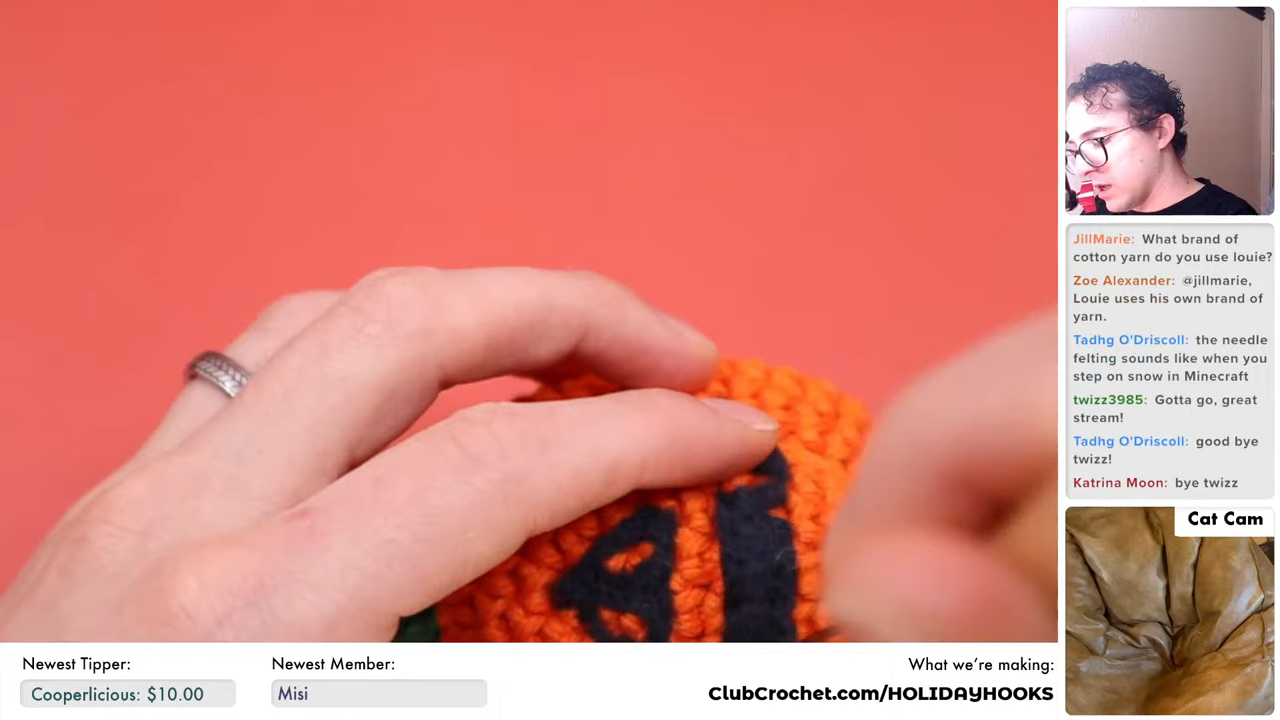 JillMarie: What brand of
cotton yarn do you use louie?
Zoe Alexander: @jillmarie,
Louie uses his own brand of
yarn.
Tadhg O'Driscoll: the needle
felting sounds like when you
step on snow in Minecraft
twizz3985: Gotta go, great
stream!
Tadhg O'Driscoll: good bye
twizz!
Katrina Moon: bye twizz
Cat Cam
Newest Tipper:
Cooperlicious: $10.00
Newest Member:
Misi
What we're making:
ClubCrochet.com/HOLIDAYHOOKS